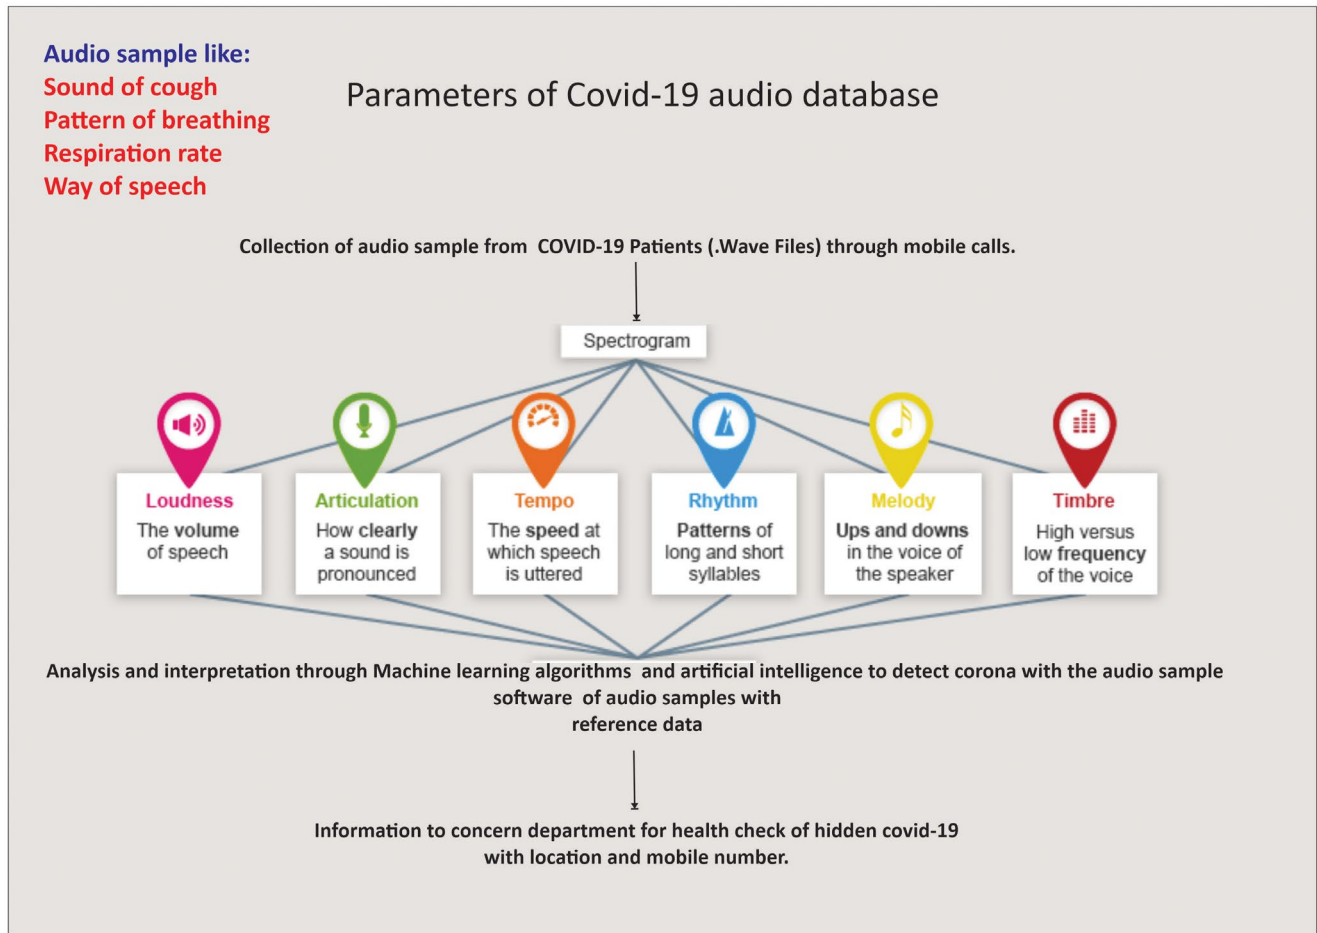 Audio sample like:
Sound of cough
Pattern of breathing
Respiration rate
Way of speech
Parameters of Covid-19 audio database
Collection of audio sample from COVID-19 Patients (.Wave Files) through mobile calls.
Spectrogram
Loudness
The volume
of speech
Articulation
How clearly
a sound is
pronounced
Tempo
The speed at
which speech
is uttered
Rhythm
Patterns of
long and short
syllables
Melody
Ups and downs
in the voice of
the speaker
Timbre
High versus
low frequency
of the voice
Analysis and interpretation through Machine learning algorithms and artificial intelligence to detect corona with the audio sample
software of audio samples with
reference data
Information to concern department for health check of hidden covid-19
with location and mobile number.